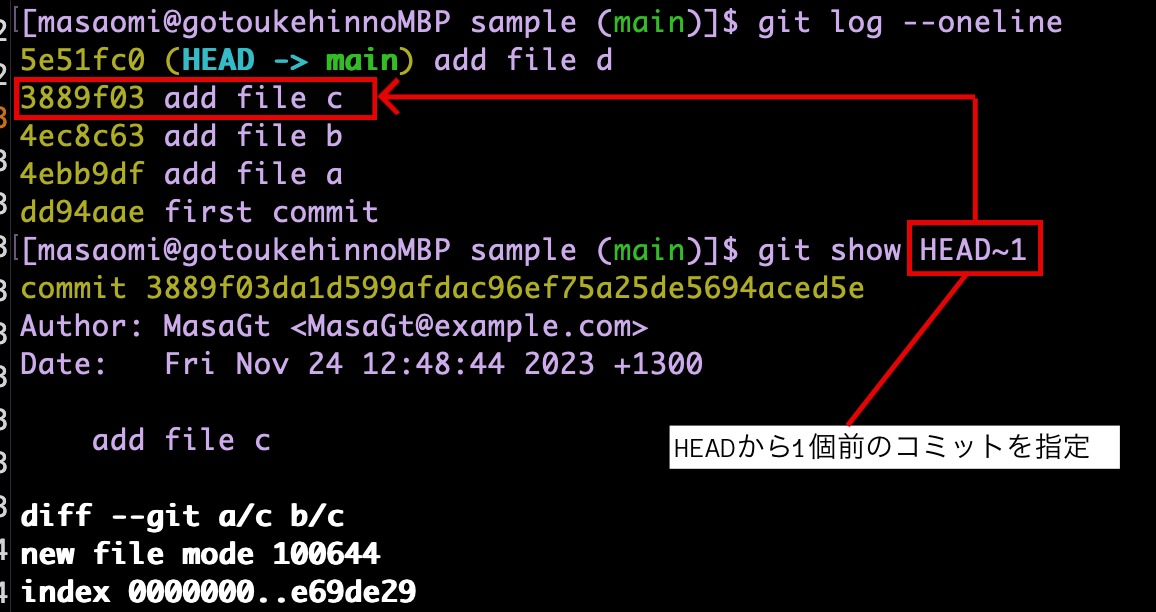 [masaomi@gotoukehinnoMBP sample (main)]$ git log --oneline
5e51fc0 (HEAD -> main) add file d
3889f03 add file c
4ec8c63 add file b
4ebb9df add file a
dd94aae first commit
[masaomi@gotoukehinnoMBP sample (main)]$ git show HEAD~1
commit 3889f03da1d599afdac96ef75a25de5694aced5e
Author: MasaGt <MasaGt@example.com>
Date:   Fri Nov 24 12:48:44 2023 +1300
    add file c
HEADから1個前のコミットを指定
diff --git a/c b/c
new file mode 100644
index 0000000..e69de29